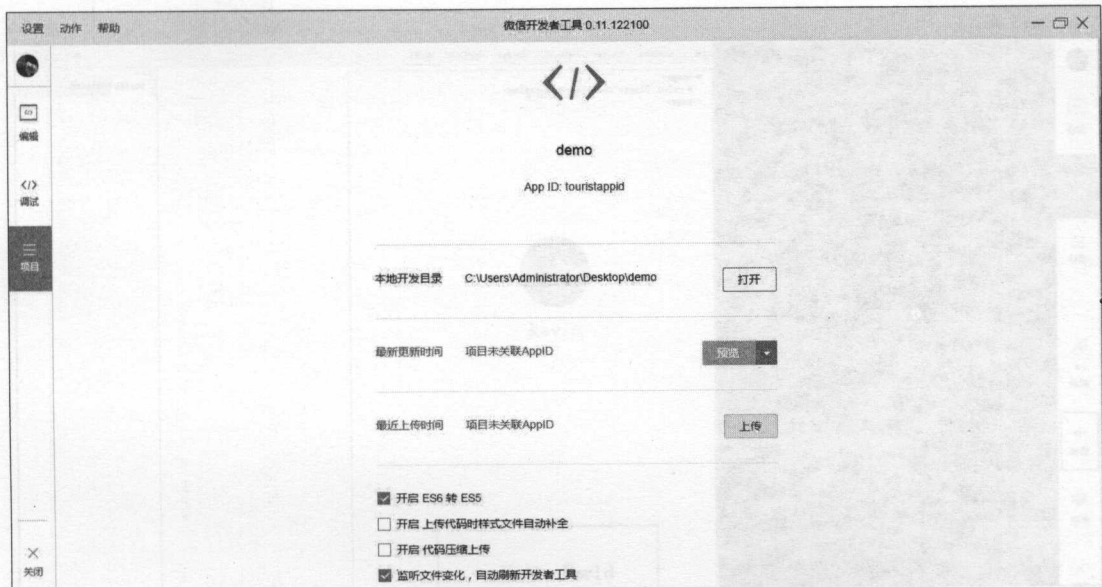 设置 动作 帮助 微信开发者工具 0.11.122100
编辑
</>
调试
项目
关闭
</>
demo
App ID: touristappid
本地开发目录 C:\Users\Administrator\Desktop\demo 打开
最新更新时间 项目未关联AppID 预览
最近上传时间 项目未关联AppID 上传
开启 ES6 转 ES5
开启 上传代码时样式文件自动补全
开启 代码压缩上传
监听文件变化，自动刷新开发者工具